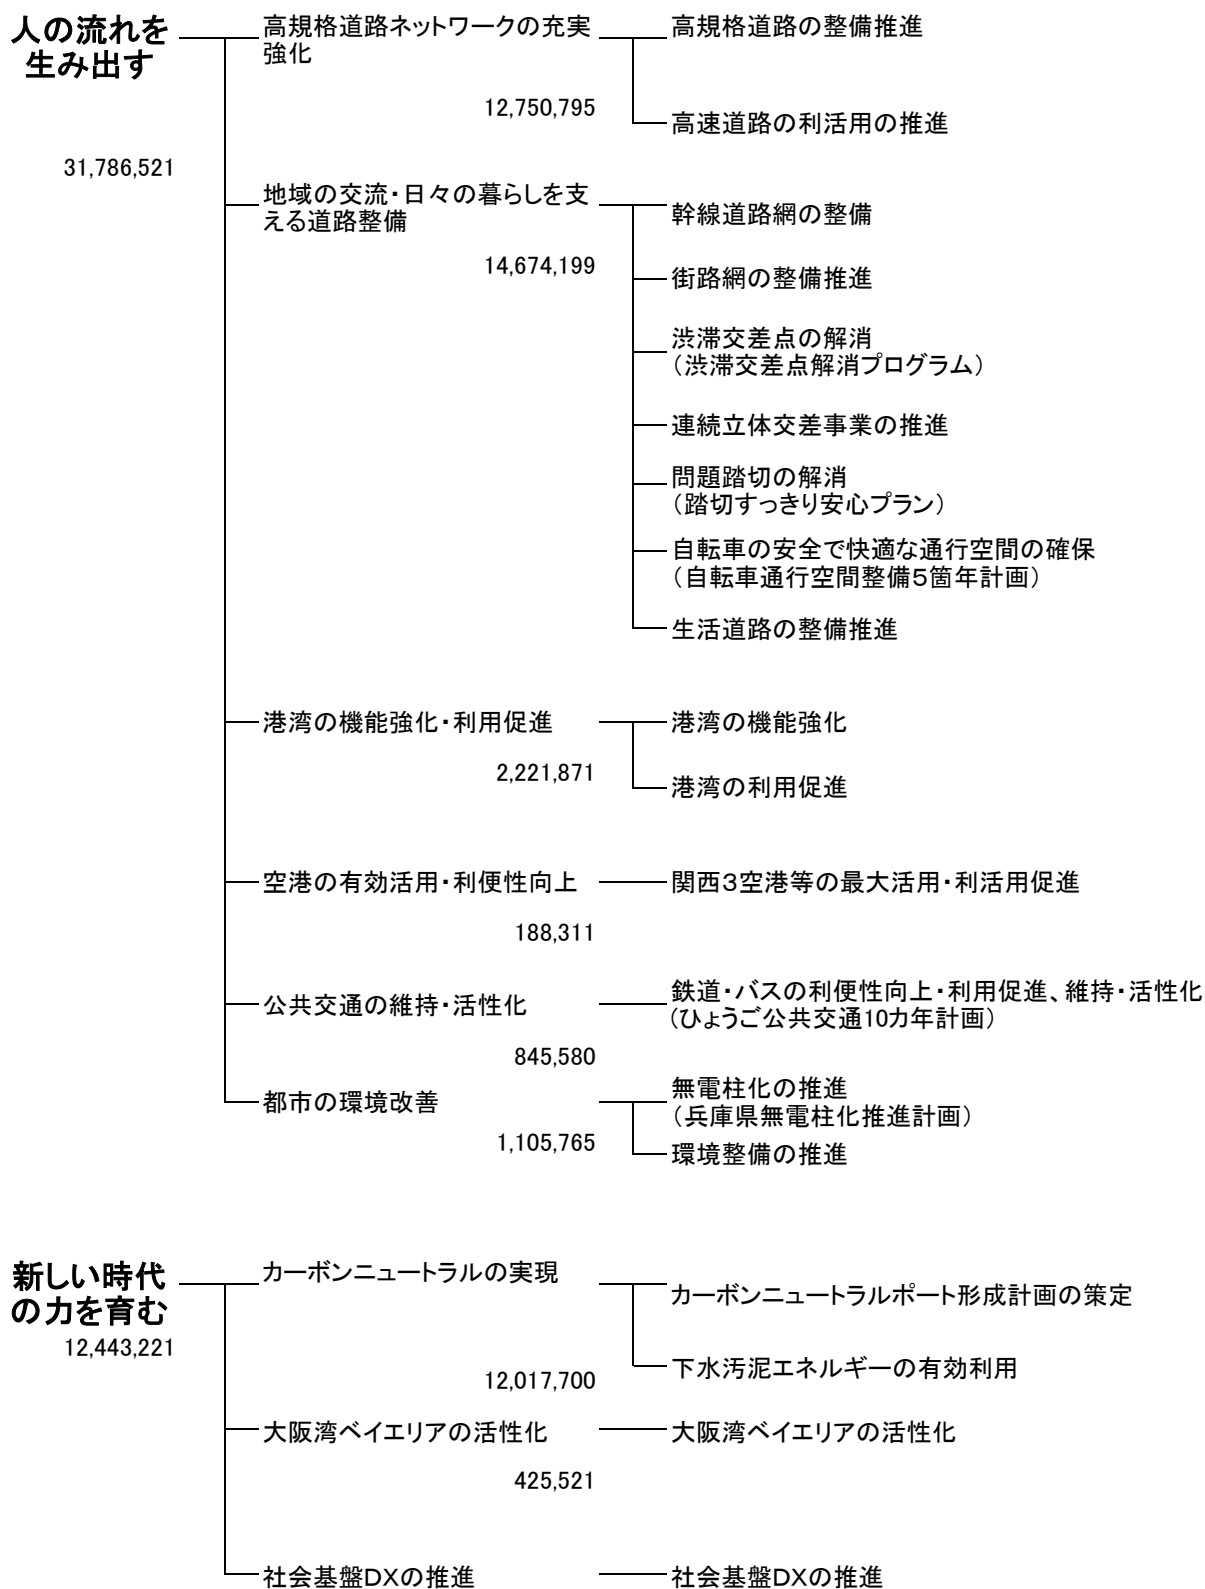 人の流れを
生み出す
31,786,521
高規格道路ネットワークの充実
強化
12,750,795
高規格道路の整備推進
高速道路の利活用の推進
地域の交流・日々の暮らしを支
える道路整備
14,674,199
幹線道路網の整備
街路網の整備推進
渋滞交差点の解消
（渋滞交差点解消プログラム）
連続立体交差事業の推進
問題踏切の解消
（踏切すっきり安心プラン）
自転車の安全で快適な通行空間の確保
（自転車通行空間整備５箇年計画）
生活道路の整備推進
港湾の機能強化・利用促進
2,221,871
港湾の機能強化
港湾の利用促進
空港の有効活用・利便性向上
188,311
関西３空港等の最大活用・利活用促進
公共交通の維持・活性化
845,580
鉄道・バスの利便性向上・利用促進、維持・活性化
（ひょうご公共交通10カ年計画）
都市の環境改善
1,105,765
無電柱化の推進
（兵庫県無電柱化推進計画）
環境整備の推進
新しい時代
の力を育む
12,443,221
カーボンニュートラルの実現
12,017,700
カーボンニュートラルポート形成計画の策定
下水汚泥エネルギーの有効利用
大阪湾ベイエリアの活性化
425,521
大阪湾ベイエリアの活性化
社会基盤DXの推進
社会基盤DXの推進